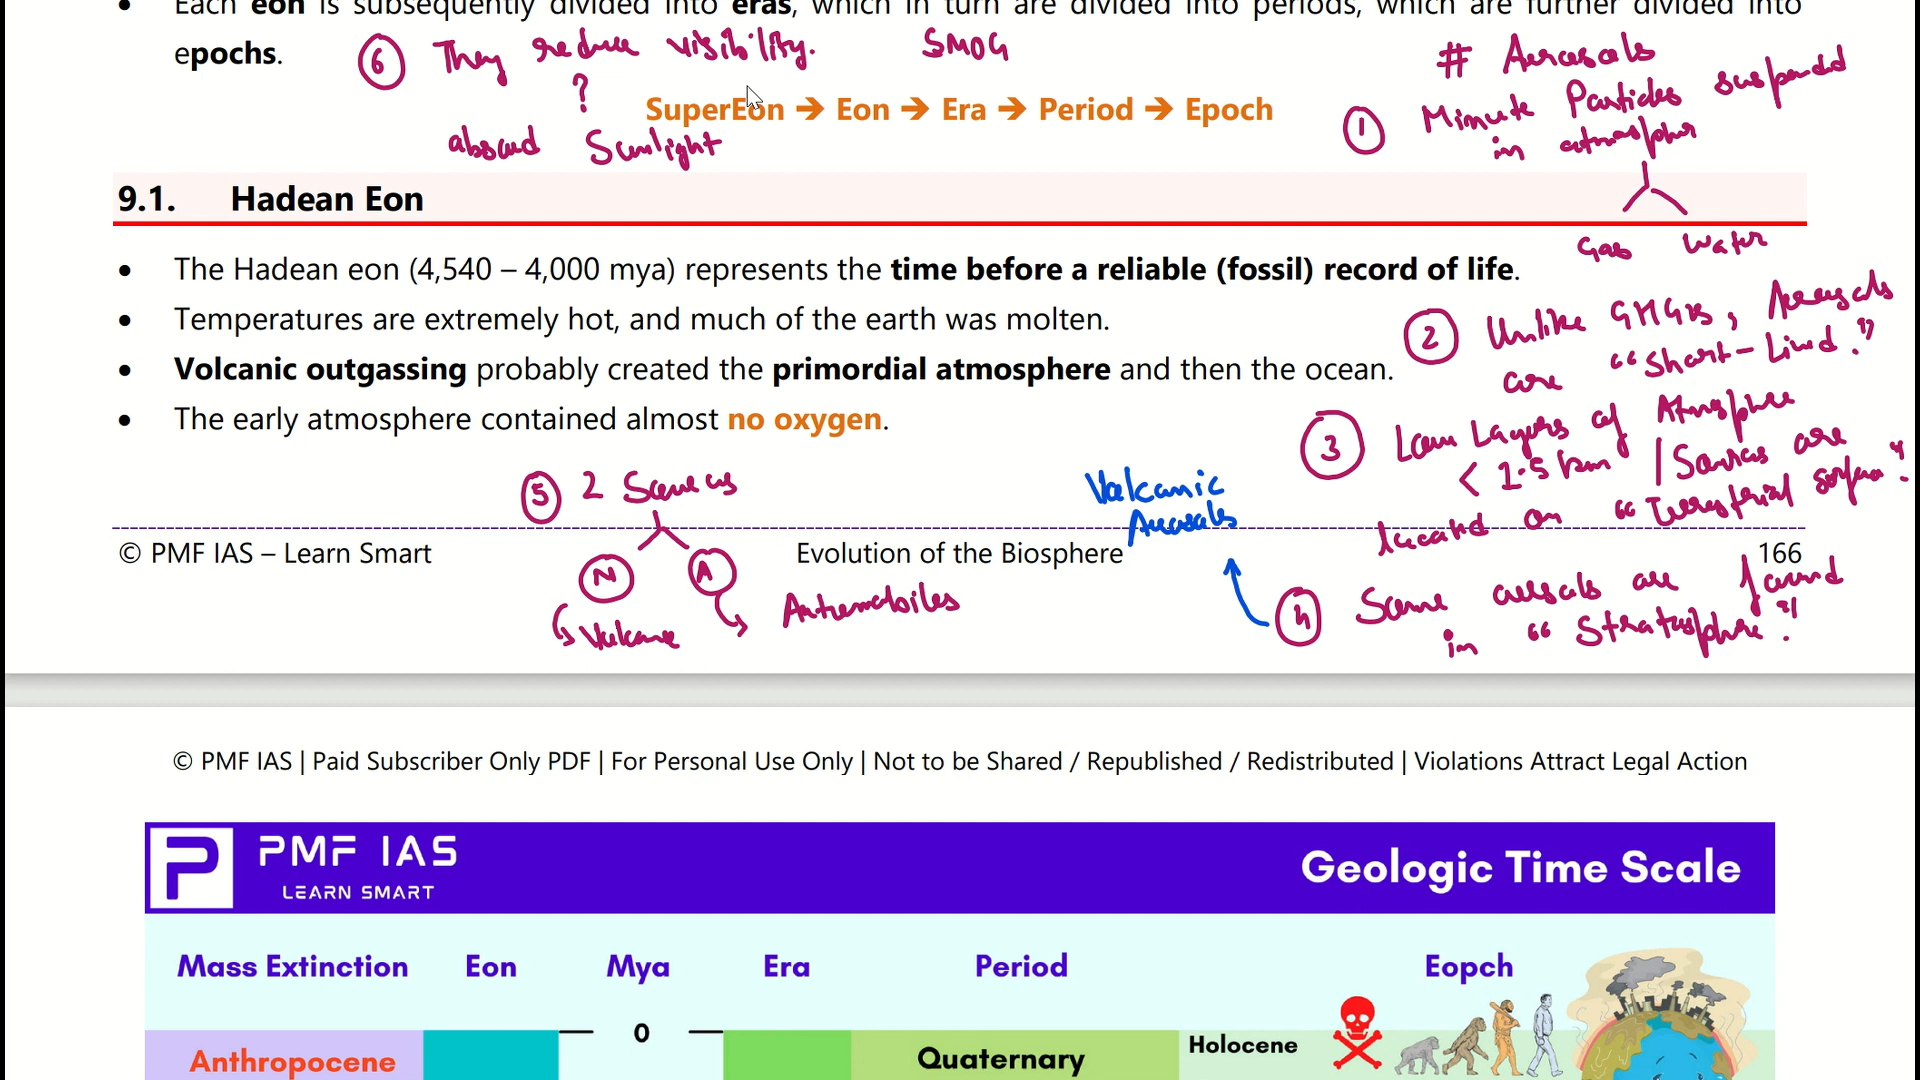 Each eon is subsequently divided into eras, which in turn are divided into periods, which are further divided into
epochs.
⑥ They reduce visibility. SMOG
?
absorb Sunlight
SuperEon → Eon → Era → Period → Epoch
# Aerosols
① Minute Particles suspended
in atmosphere
Gas Water
9.1. Hadean Eon
• The Hadean eon (4,540 – 4,000 mya) represents the time before a reliable (fossil) record of life.
• Temperatures are extremely hot, and much of the earth was molten.
• Volcanic outgassing probably created the primordial atmosphere and then the ocean.
• The early atmosphere contained almost no oxygen.
② Unlike GHGs, Aerosols
are "Short-Lived."
③ Low Layers of Atmosphere
< 1.5 km | Sources are
located on "Terrestrial surface".
④ Some aerosols are found
in "Stratosphere."
Volcanic
Aerosols
⑤ 2 Sources
N A
Volcano Automobiles
© PMF IAS – Learn Smart Evolution of the Biosphere 166
© PMF IAS | Paid Subscriber Only PDF | For Personal Use Only | Not to be Shared / Republished / Redistributed | Violations Attract Legal Action
P PMF IAS
LEARN SMART
Geologic Time Scale
Mass Extinction Eon Mya Era Period Eopch
0
Anthropocene Quaternary Holocene